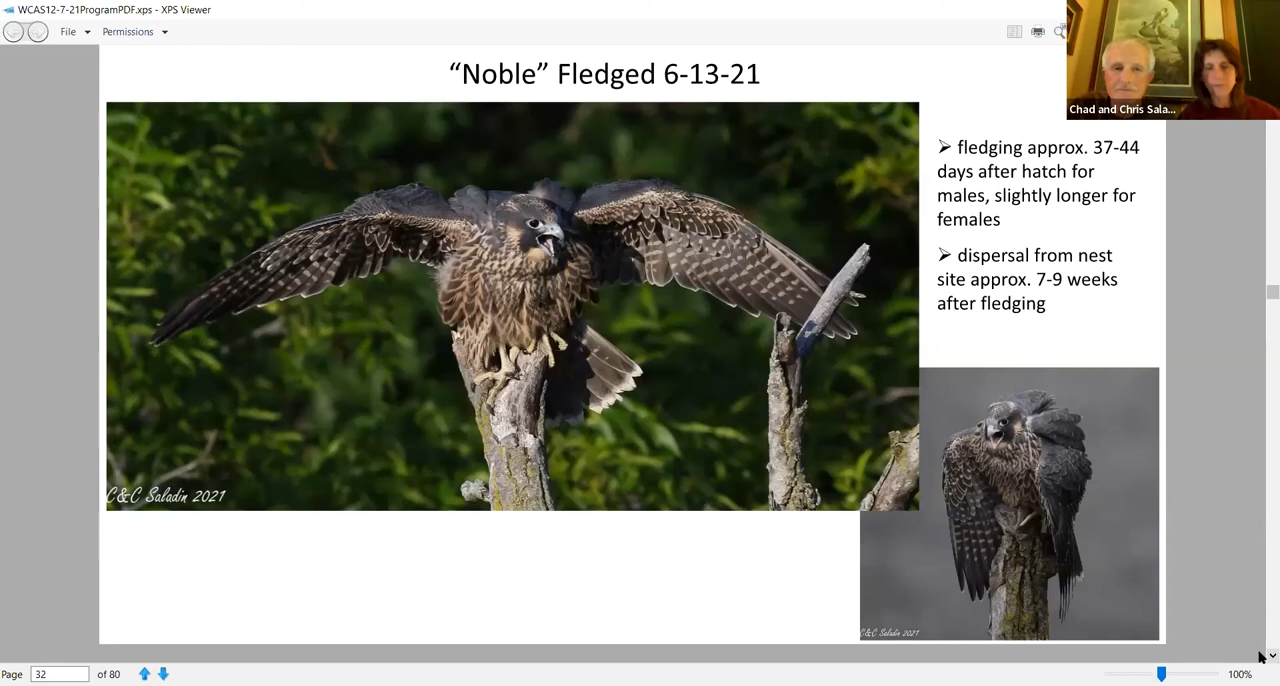 WCAS12-7-21ProgramPDF.xps - XPS Viewer
File Permissions
“Noble” Fledged 6-13-21
Chad and Chris Sala...
➢ fledging approx. 37-44
days after hatch for
males, slightly longer for
females
➢ dispersal from nest
site approx. 7-9 weeks
after fledging
C&C Saladin 2021
C&C Saladin 2021
Page 32 of 80
100%